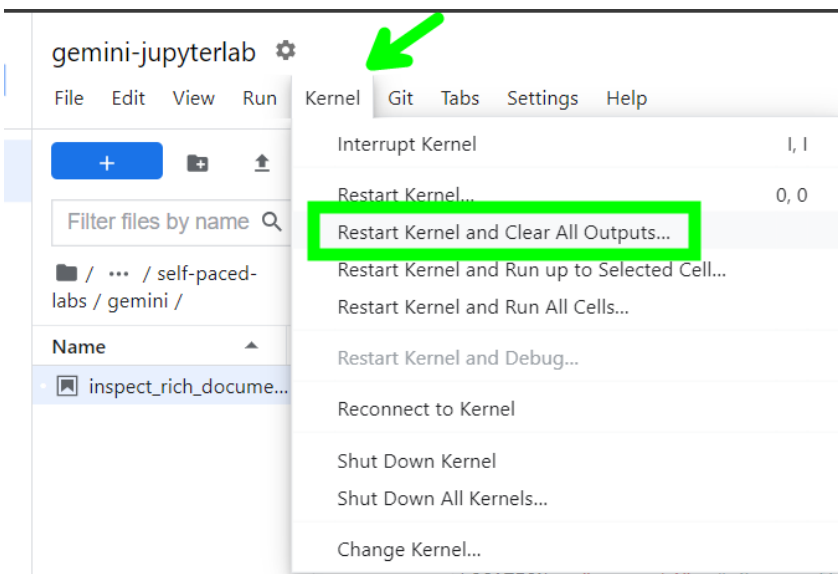 gemini-jupyterlab
File Edit View Run Kernel Git Tabs Settings Help
+
Filter files by name
/ ··· / self-paced-
labs / gemini /
Name
inspect_rich_docume...
Interrupt Kernel I, I
Restart Kernel... 0, 0
Restart Kernel and Clear All Outputs...
Restart Kernel and Run up to Selected Cell...
Restart Kernel and Run All Cells...
Restart Kernel and Debug...
Reconnect to Kernel
Shut Down Kernel
Shut Down All Kernels...
Change Kernel...